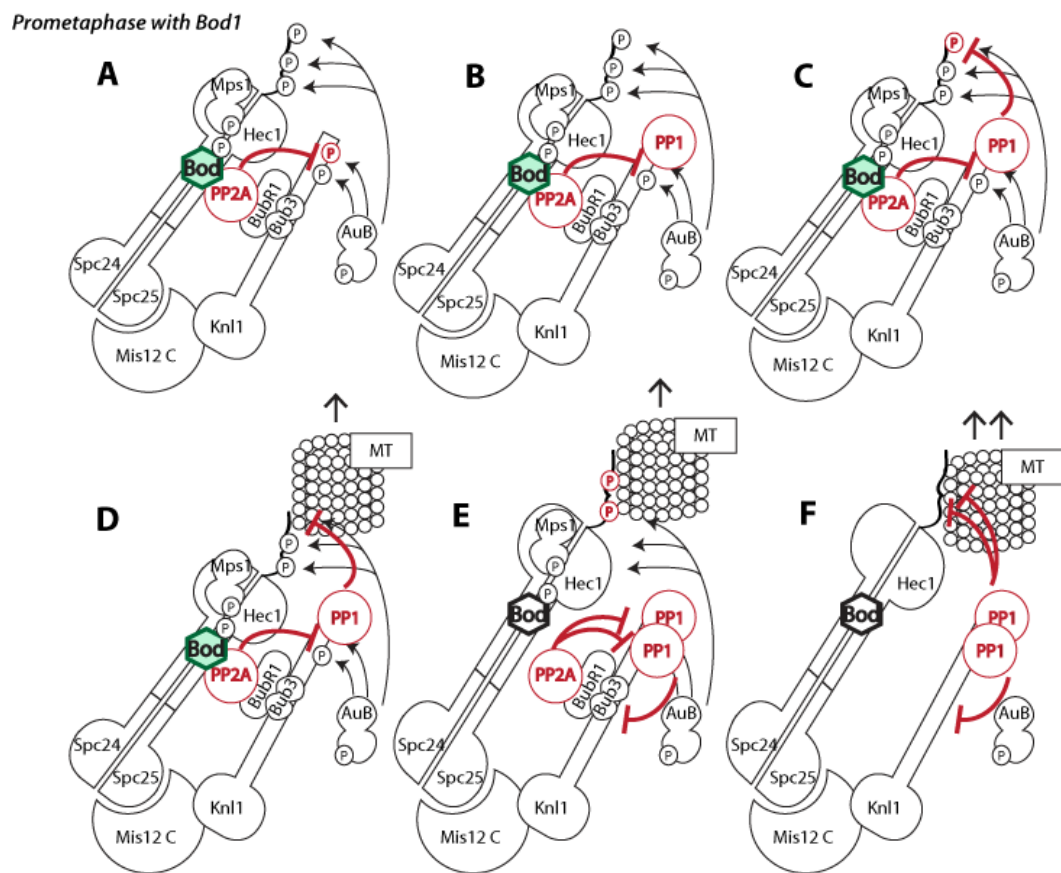 Prometaphase with Bod1
A
P
P
P
Mps1
P
P
Hec1
Bod
P
P
PP2A
BubR1
Bub3
AuB
P
Spc24
Spc25
Knl1
Mis12 C
B
P
P
P
Mps1
P
P
Hec1
PP1
Bod
P
PP2A
BubR1
Bub3
AuB
P
Spc24
Spc25
Knl1
Mis12 C
C
P
P
P
Mps1
P
P
Hec1
PP1
Bod
P
PP2A
BubR1
Bub3
AuB
P
Spc24
Spc25
Knl1
Mis12 C
D
MT
P
P
Mps1
P
P
Hec1
PP1
Bod
P
PP2A
BubR1
Bub3
AuB
P
Spc24
Spc25
Knl1
Mis12 C
E
MT
P
P
Mps1
P
P
Hec1
Bod
PP1
PP1
PP2A
BubR1
Bub3
AuB
P
Spc24
Spc25
Knl1
Mis12 C
F
MT
Hec1
Bod
PP1
PP1
AuB
P
Spc24
Spc25
Knl1
Mis12 C